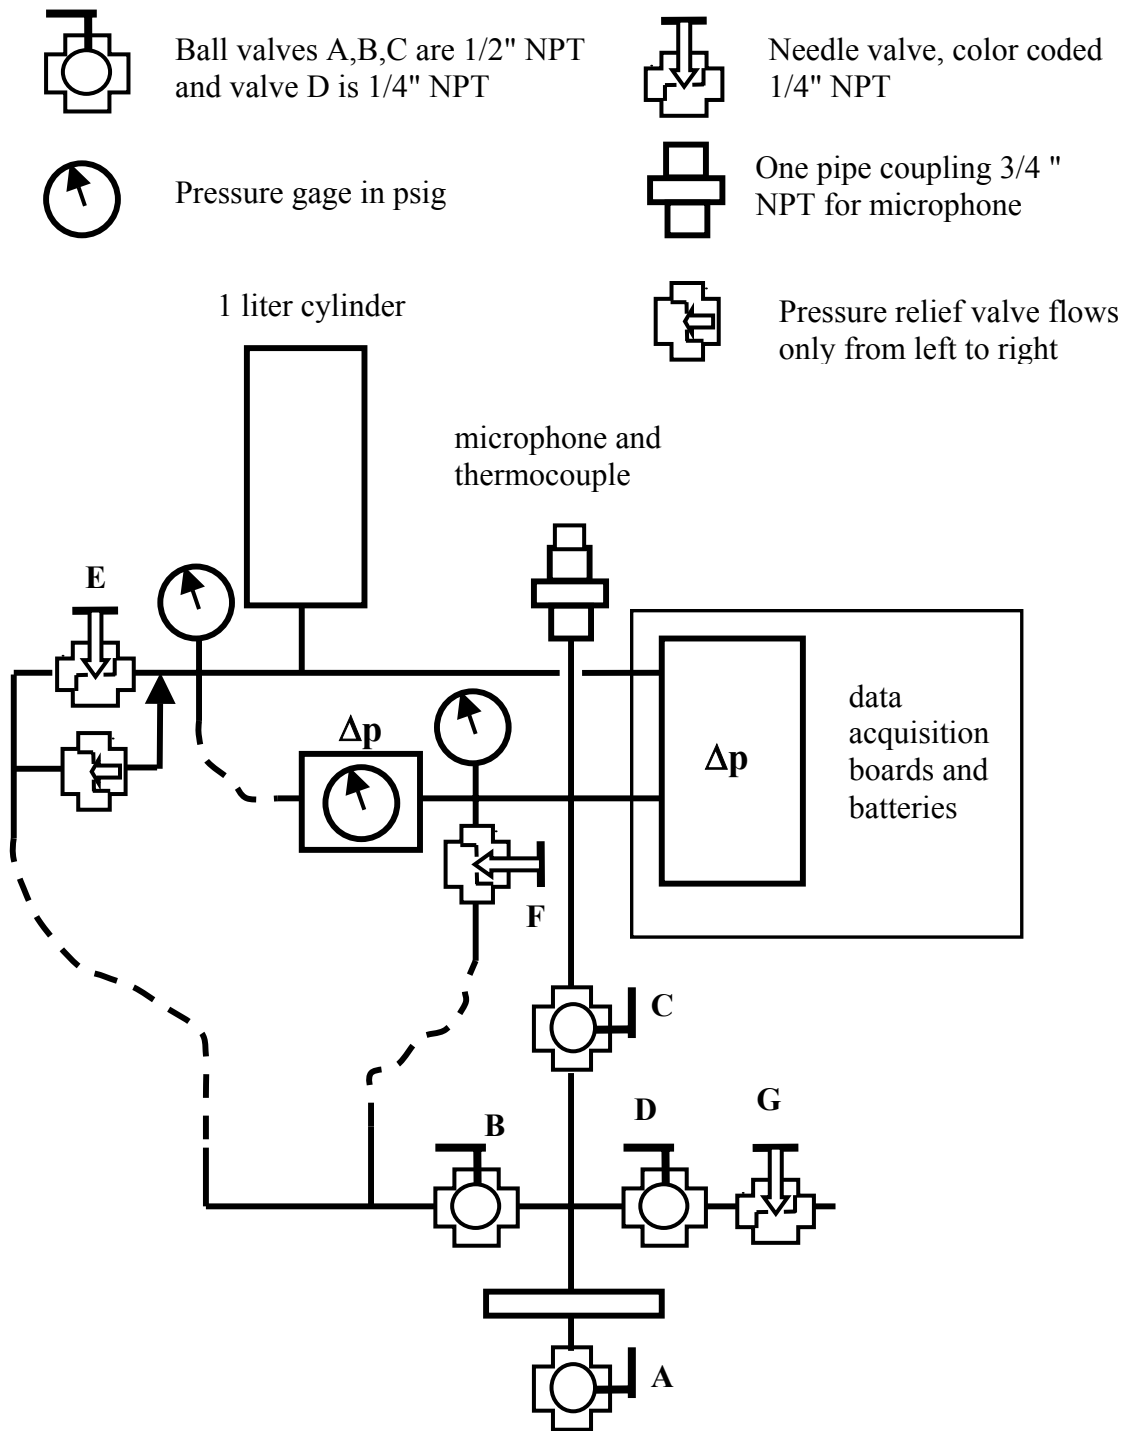 Ball valves A,B,C are 1/2" NPT
and valve D is 1/4" NPT
Needle valve, color coded
1/4" NPT
Pressure gage in psig
One pipe coupling 3/4 "
NPT for microphone
1 liter cylinder
Pressure relief valve flows
only from left to right
microphone and
thermocouple
E
Δp
Δp
data
acquisition
boards and
batteries
F
C
B
D
G
A